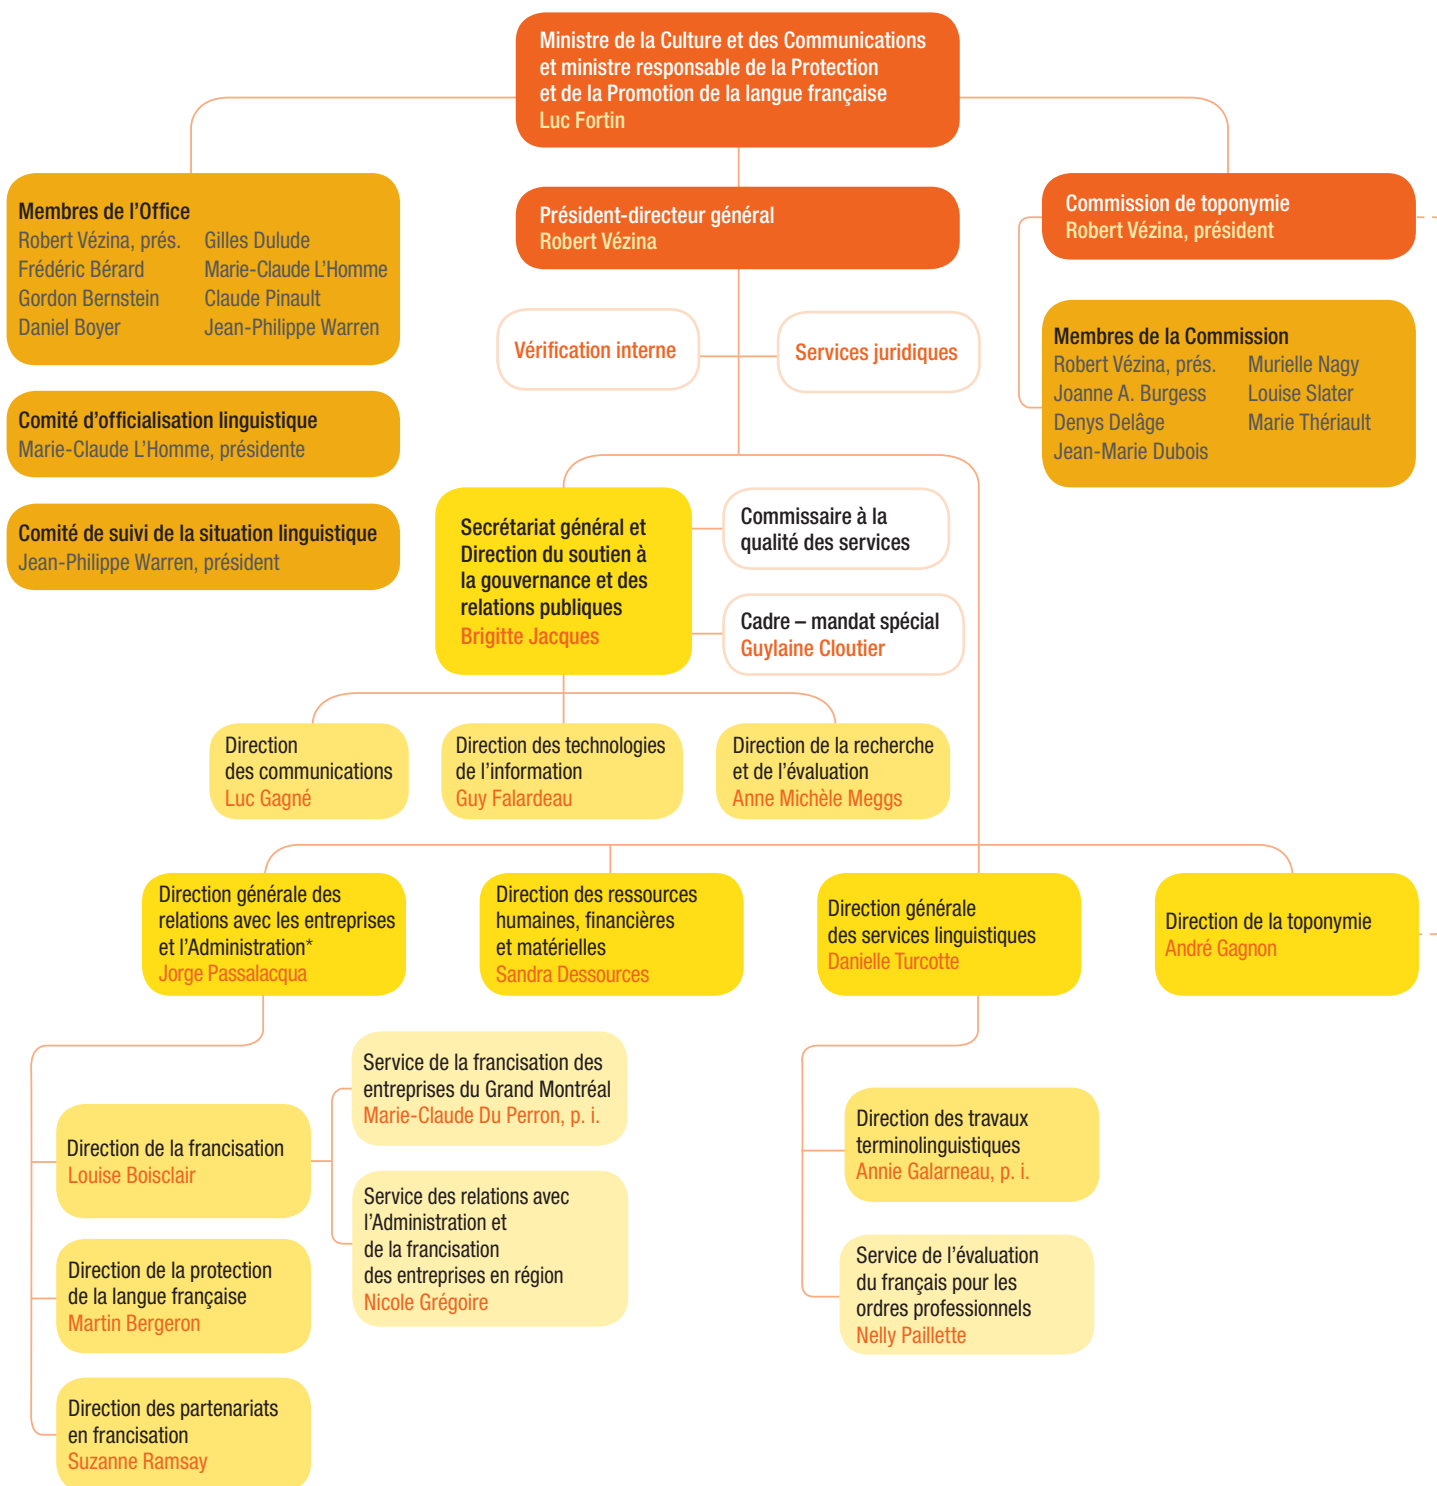 Ministre de la Culture et des Communications
et ministre responsable de la Protection
et de la Promotion de la langue française
Luc Fortin
Membres de l’Office
Robert Vézina, prés. Gilles Dulude
Frédéric Bérard Marie-Claude L’Homme
Gordon Bernstein Claude Pinault
Daniel Boyer Jean-Philippe Warren
Président-directeur général
Robert Vézina
Commission de toponymie
Robert Vézina, président
Vérification interne
Services juridiques
Membres de la Commission
Robert Vézina, prés. Murielle Nagy
Joanne A. Burgess Louise Slater
Denys Delâge Marie Thériault
Jean-Marie Dubois
Comité d’officialisation linguistique
Marie-Claude L’Homme, présidente
Comité de suivi de la situation linguistique
Jean-Philippe Warren, président
Secrétariat général et
Direction du soutien à
la gouvernance et des
relations publiques
Brigitte Jacques
Commissaire à la
qualité des services
Cadre – mandat spécial
Guylaine Cloutier
Direction
des communications
Luc Gagné
Direction des technologies
de l’information
Guy Falardeau
Direction de la recherche
et de l’évaluation
Anne Michèle Meggs
Direction générale des
relations avec les entreprises
et l’Administration*
Jorge Passalacqua
Direction des ressources
humaines, financières
et matérielles
Sandra Dessources
Direction générale
des services linguistiques
Danielle Turcotte
Direction de la toponymie
André Gagnon
Direction de la francisation
Louise Boisclair
Service de la francisation des
entreprises du Grand Montréal
Marie-Claude Du Perron, p. i.
Service des relations avec
l’Administration et
de la francisation
des entreprises en région
Nicole Grégoire
Direction de la protection
de la langue française
Martin Bergeron
Direction des partenariats
en francisation
Suzanne Ramsay
Direction des travaux
terminolinguistiques
Annie Galarneau, p. i.
Service de l’évaluation
du français pour les
ordres professionnels
Nelly Paillette